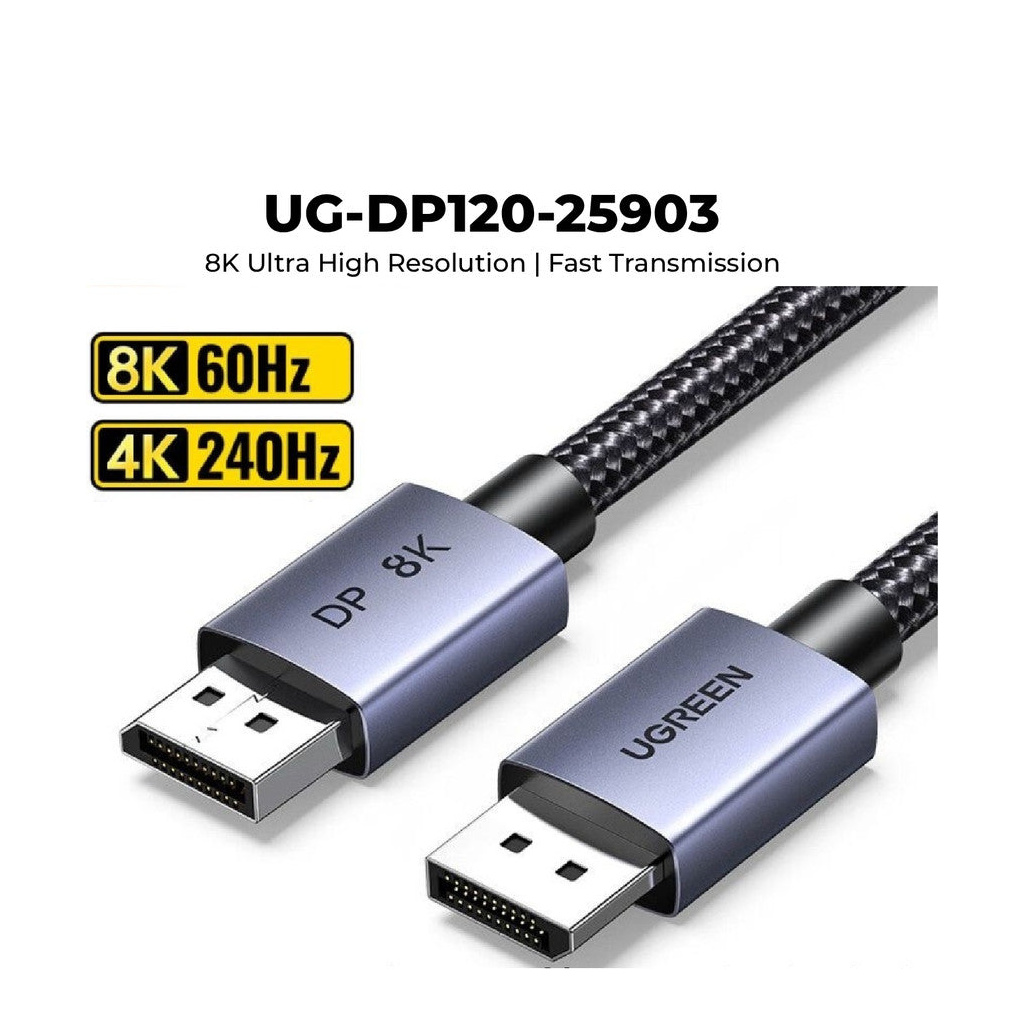 UG-DP120-25903
8K Ultra High Resolution | Fast Transmission
8K 60Hz
4K 240Hz
DP 8K
UGREEN